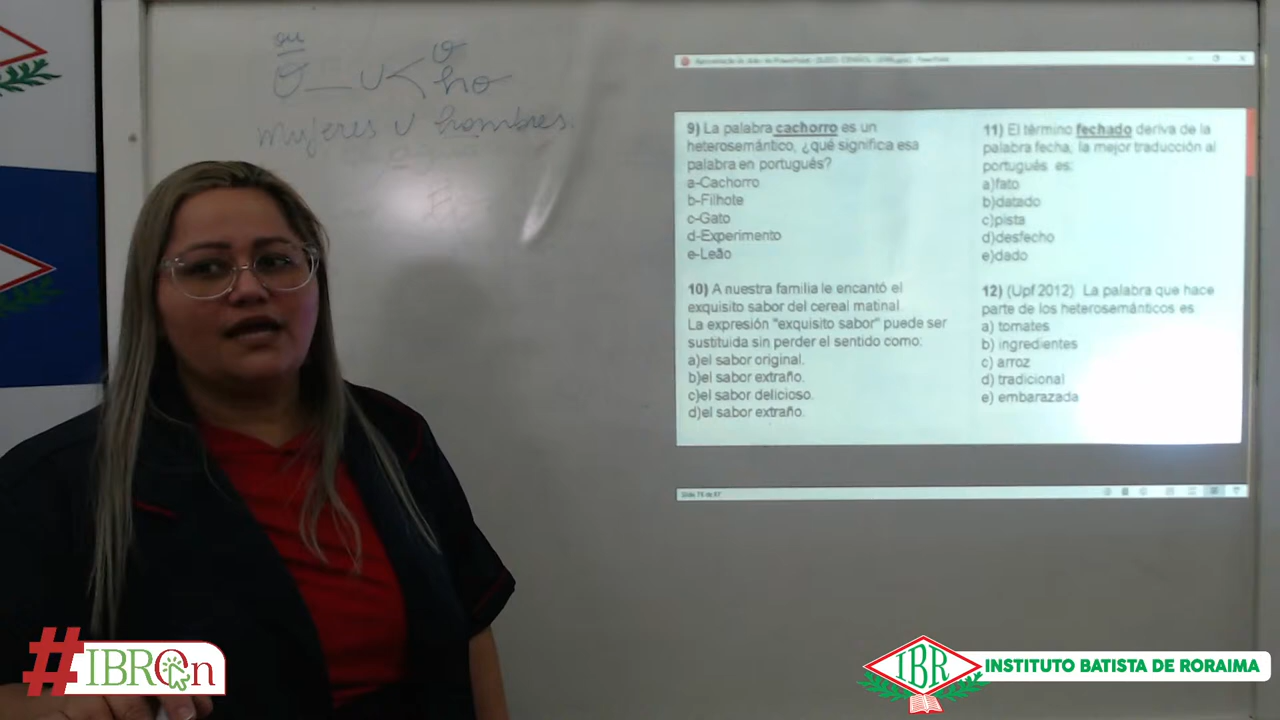 ou
o — u < o
ho
mujeres u hombres.
9) La palabra cachorro es un
heterosemántico, ¿qué significa esa
palabra en portugués?
a-Cachorro
b-Filhote
c-Gato
d-Experimento
e-Leão
10) A nuestra familia le encantó el
exquisito sabor del cereal matinal
La expresión "exquisito sabor" puede ser
sustituida sin perder el sentido como:
a)el sabor original.
b)el sabor extraño.
c)el sabor delicioso.
d)el sabor extraño.
11) El término fechado deriva de la
palabra fecha, la mejor traducción al
portugués es:
a)fato
b)datado
c)pista
d)desfecho
e)dado
12) (Upf 2012) La palabra que hace
parte de los heterosemánticos es
a) tomates
b) ingredientes
c) arroz
d) tradicional
e) embarazada
#IBROn
IBR
INSTITUTO BATISTA DE RORAIMA